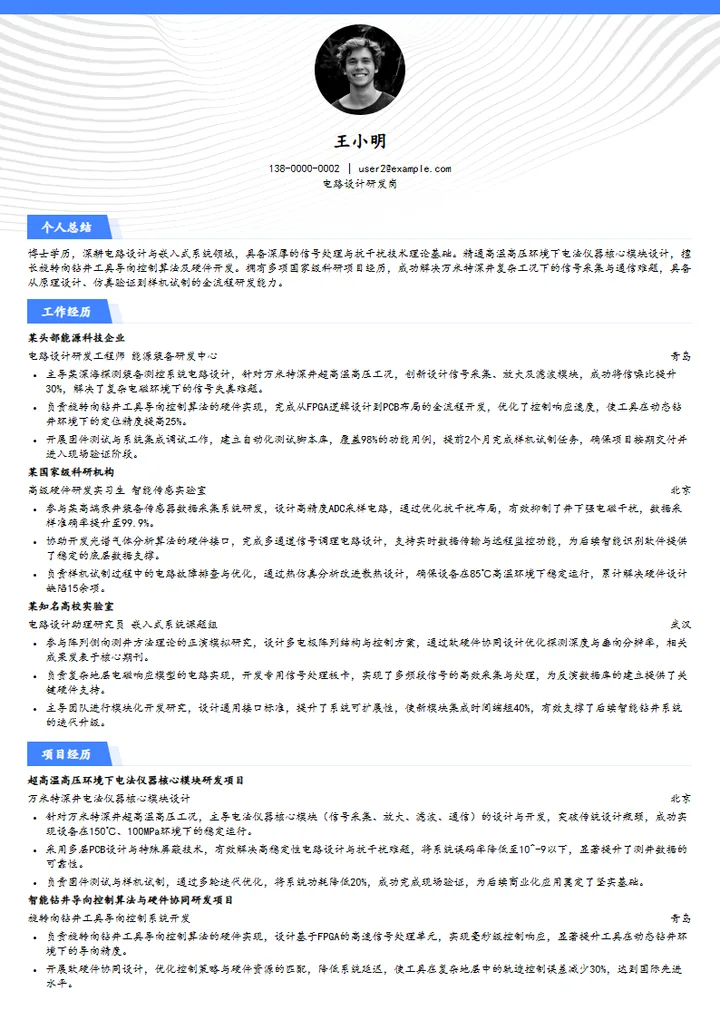 王小明
138-0000-0002 | user2@example.com
电路设计研发岗
个人总结
博士学历，深耕电路设计与嵌入式系统领域，具备深厚的信号处理与抗干扰技术理论基础。精通高温高压环境下电法仪器核心模块设计，擅
长旋转向钻井工具导向控制算法及硬件开发。拥有多项国家级科研项目经历，成功解决万米特深井复杂工况下的信号采集与通信难题，具备
从原理设计、仿真验证到样机试制的全流程研发能力。
工作经历
某头部能源科技企业
电路设计研发工程师 能源装备研发中心 青岛
• 主导某深海探测装备测控系统电路设计，针对万米特深井超高温高压工况，创新设计信号采集、放大及滤波模块，成功将信噪比提升
30%，解决了复杂电磁环境下的信号失真难题。
• 负责旋转向钻井工具导向控制算法的硬件实现，完成从FPGA逻辑设计到PCB布局的全流程开发，优化了控制响应速度，使工具在动态钻
井环境下的定位精度提高25%。
• 开展固件测试与系统集成调试工作，建立自动化测试脚本库，覆盖98%的功能用例，提前2个月完成样机试制任务，确保项目按期交付并
进入现场验证阶段。
某国家级科研机构
高级硬件研发实习生 智能传感实验室 北京
• 参与某高端录井装备传感器数据采集系统研发，设计高精度ADC采样电路，通过优化抗干扰布局，有效抑制了井下强电磁干扰，数据采
样准确率提升至99.9%。
• 协助开发光谱气体分析算法的硬件接口，完成多通道信号调理电路设计，支持实时数据传输与远程监控功能，为后续智能识别软件提供
了稳定的底层数据支撑。
• 负责样机试制过程中的电路故障排查与优化，通过热仿真分析改进散热设计，确保设备在85℃高温环境下稳定运行，累计解决硬件设计
缺陷15余项。
某知名高校实验室
电路设计助理研究员 嵌入式系统课题组 武汉
• 参与阵列侧向测井方法理论的正演模拟研究，设计多电极阵列结构与控制方案，通过软硬件协同设计优化探测深度与垂向分辨率，相关
成果发表于核心期刊。
• 负责复杂地层电磁响应模型的电路实现，开发专用信号处理板卡，实现了多频段信号的高效采集与处理，为反演数据库的建立提供了关
键硬件支持。
• 主导团队进行模块化开发研究，设计通用接口标准，提升了系统可扩展性，使新模块集成时间缩短40%，有效支撑了后续智能钻井系统
的迭代升级。
项目经历
超高温高压环境下电法仪器核心模块研发项目
万米特深井电法仪器核心模块设计 北京
• 针对万米特深井超高温高压工况，主导电法仪器核心模块（信号采集、放大、滤波、通信）的设计与开发，突破传统设计瓶颈，成功实
现设备在150℃、100MPa环境下的稳定运行。
• 采用多层PCB设计与特殊屏蔽技术，有效解决高稳定性电路设计与抗干扰难题，将系统误码率降低至10^-9以下，显著提升了测井数据的
可靠性。
• 负责固件测试与样机试制，通过多轮迭代优化，将系统功耗降低20%，成功完成现场验证，为后续商业化应用奠定了坚实基础。
智能钻井导向控制算法与硬件协同研发项目
旋转向钻井工具导向控制系统开发 青岛
• 负责旋转向钻井工具导向控制算法的硬件实现，设计基于FPGA的高速信号处理单元，实现毫秒级控制响应，显著提升工具在动态钻井环
境下的导向精度。
• 开展软硬件协同设计，优化控制策略与硬件资源的匹配，降低系统延迟，使工具在复杂地层中的轨迹控制误差减少30%，达到国际先进
水平。